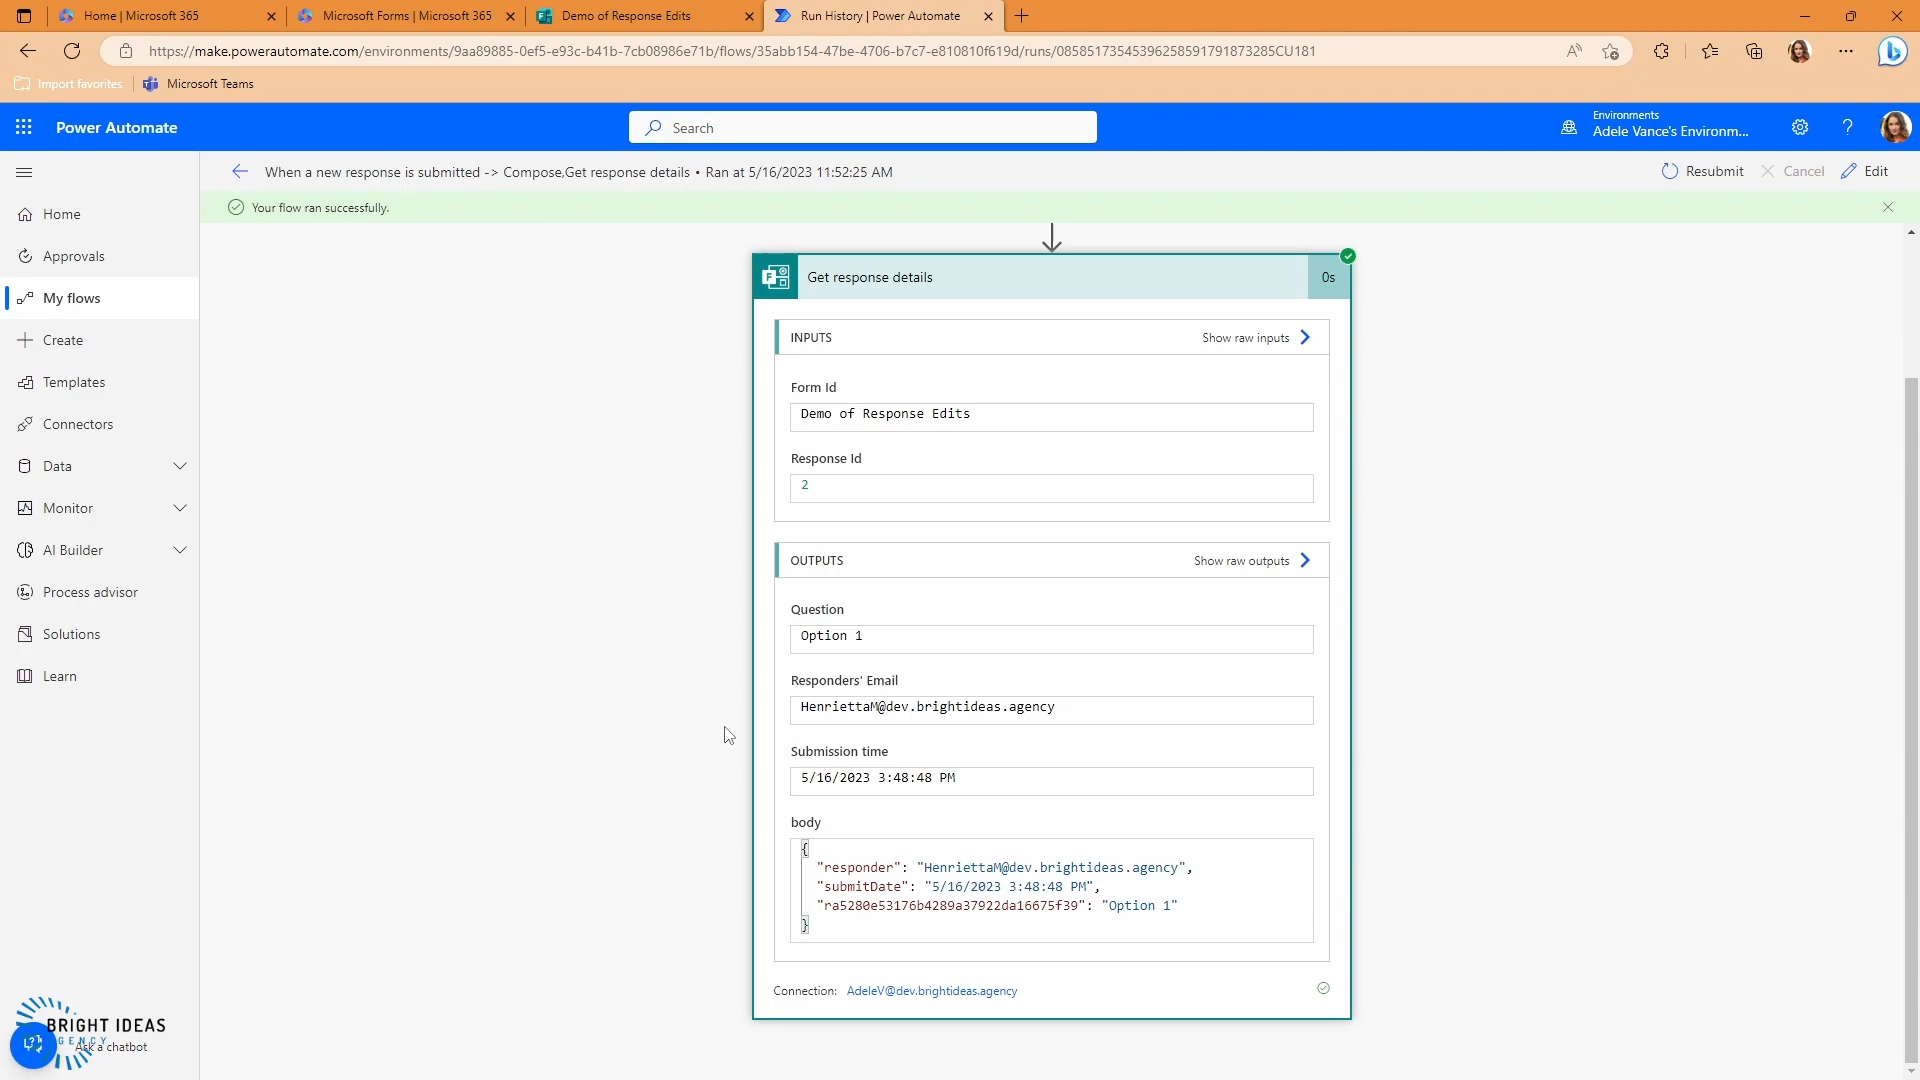 Home | Microsoft 365
Microsoft Forms | Microsoft 365
Demo of Response Edits
Run History | Power Automate
https://make.powerautomate.com/environments/9aa89885-0ef5-e93c-b41b-7cb08986e71b/flows/35abb154-47be-4706-b7c7-e810810f619d/runs/08585173545396258591791873285CU181
Import favorites
Microsoft Teams
Power Automate
Search
Environments
Adele Vance's Environm...
When a new response is submitted -> Compose,Get response details • Ran at 5/16/2023 11:52:25 AM
Resubmit
Cancel
Edit
Your flow ran successfully.
Home
Approvals
My flows
Create
Templates
Connectors
Data
Monitor
AI Builder
Process advisor
Solutions
Learn
Get response details
0s
INPUTS
Show raw inputs
Form Id
Demo of Response Edits
Response Id
2
OUTPUTS
Show raw outputs
Question
Option 1
Responders' Email
HenriettaM@dev.brightideas.agency
Submission time
5/16/2023 3:48:48 PM
body
{
"responder": "HenriettaM@dev.brightideas.agency",
"submitDate": "5/16/2023 3:48:48 PM",
"ra5280e53176b4289a37922da16675f39": "Option 1"
}
Connection: AdeleV@dev.brightideas.agency
BRIGHT IDEAS
AGENCY
Ask a chatbot